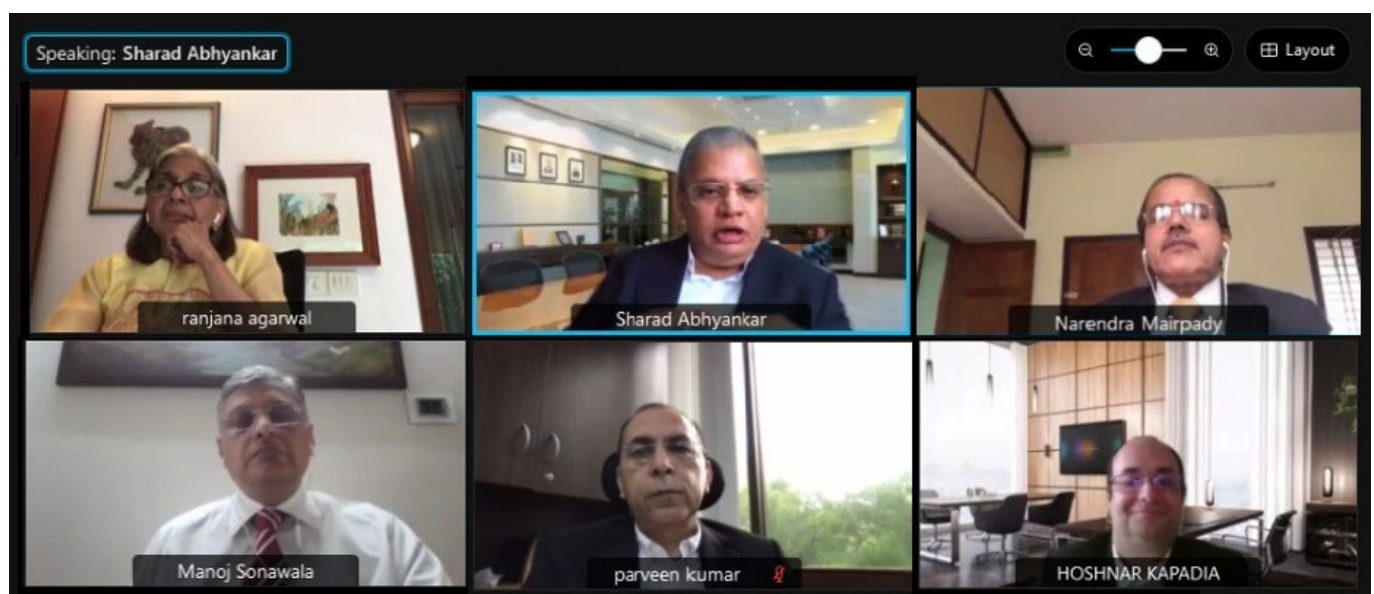 Speaking: Sharad Abhyankar
Layout
ranjana agarwal
Sharad Abhyankar
Narendra Mairpady
Manoj Sonawala
parveen kumar
HOSHNAR KAPADIA